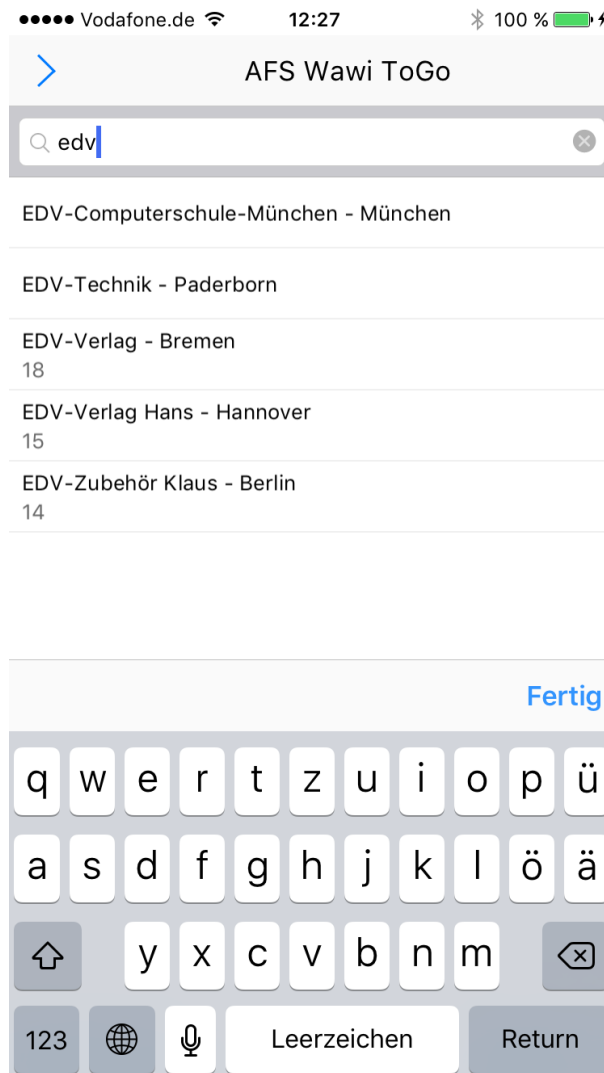 Vodafone.de 12:27 100 %
AFS Wawi ToGo
edv
EDV-Computerschule-München - München
EDV-Technik - Paderborn
EDV-Verlag - Bremen
18
EDV-Verlag Hans - Hannover
15
EDV-Zubehör Klaus - Berlin
14
Fertig
q w e r t z u i o p ü
a s d f g h j k l ö ä
y x c v b n m
123 Leerzeichen Return